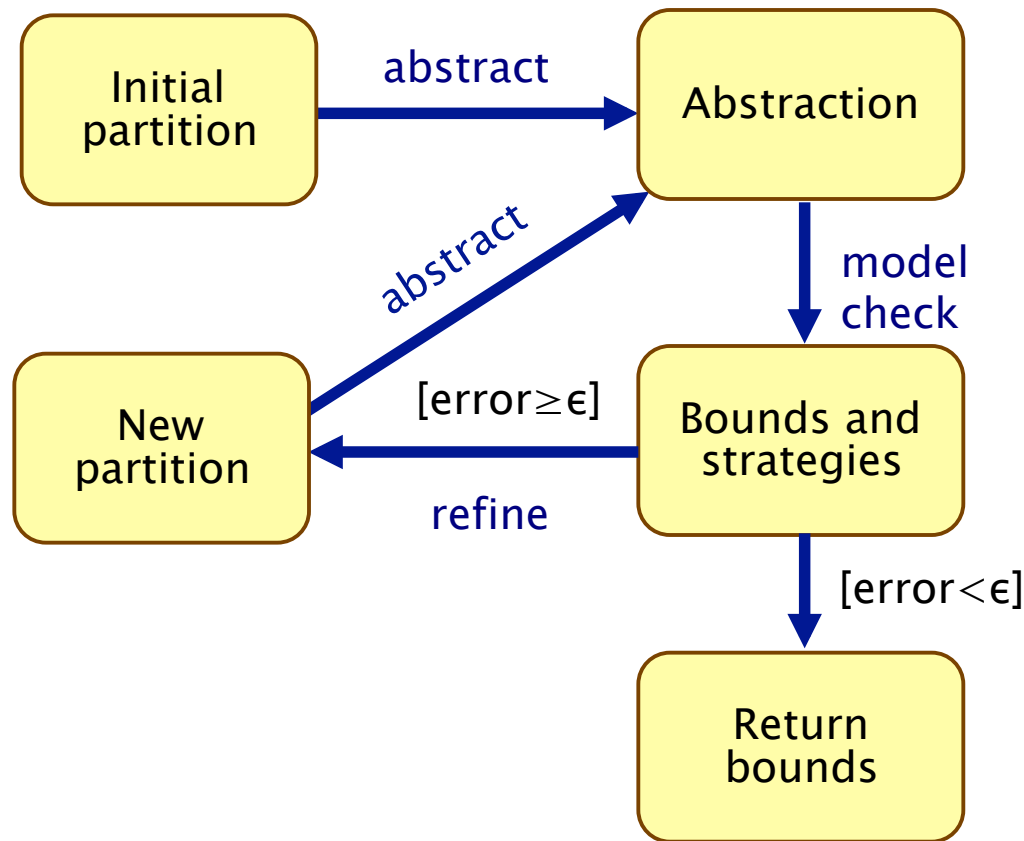 Initial
partition
abstract
Abstraction
abstract
model
check
New
partition
[error≥ϵ]
refine
Bounds and
strategies
[error<ϵ]
Return
bounds